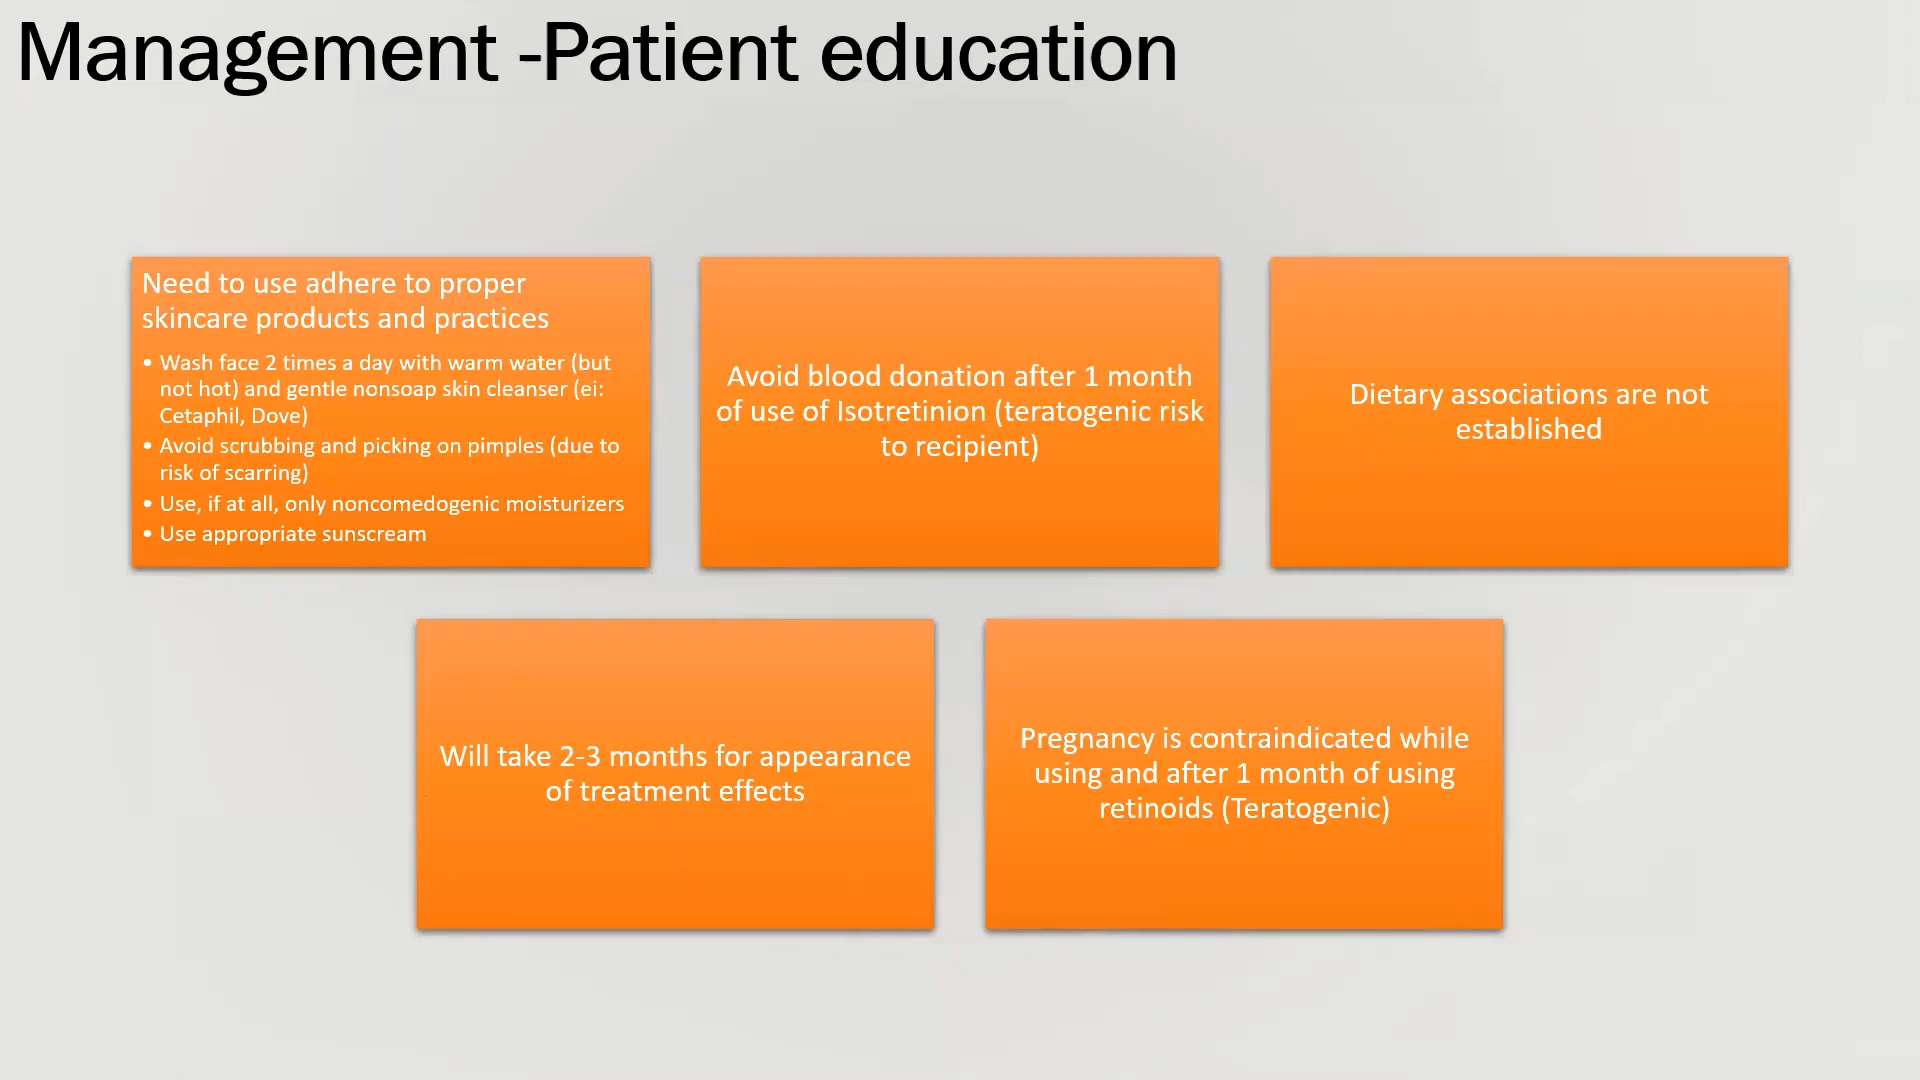 Management -Patient education
Need to use adhere to proper
skincare products and practices
• Wash face 2 times a day with warm water (but
not hot) and gentle nonsoap skin cleanser (ei:
Cetaphil, Dove)
• Avoid scrubbing and picking on pimples (due to
risk of scarring)
• Use, if at all, only noncomedogenic moisturizers
• Use appropriate sunscream
Avoid blood donation after 1 month
of use of Isotretinion (teratogenic risk
to recipient)
Dietary associations are not
established
Will take 2-3 months for appearance
of treatment effects
Pregnancy is contraindicated while
using and after 1 month of using
retinoids (Teratogenic)